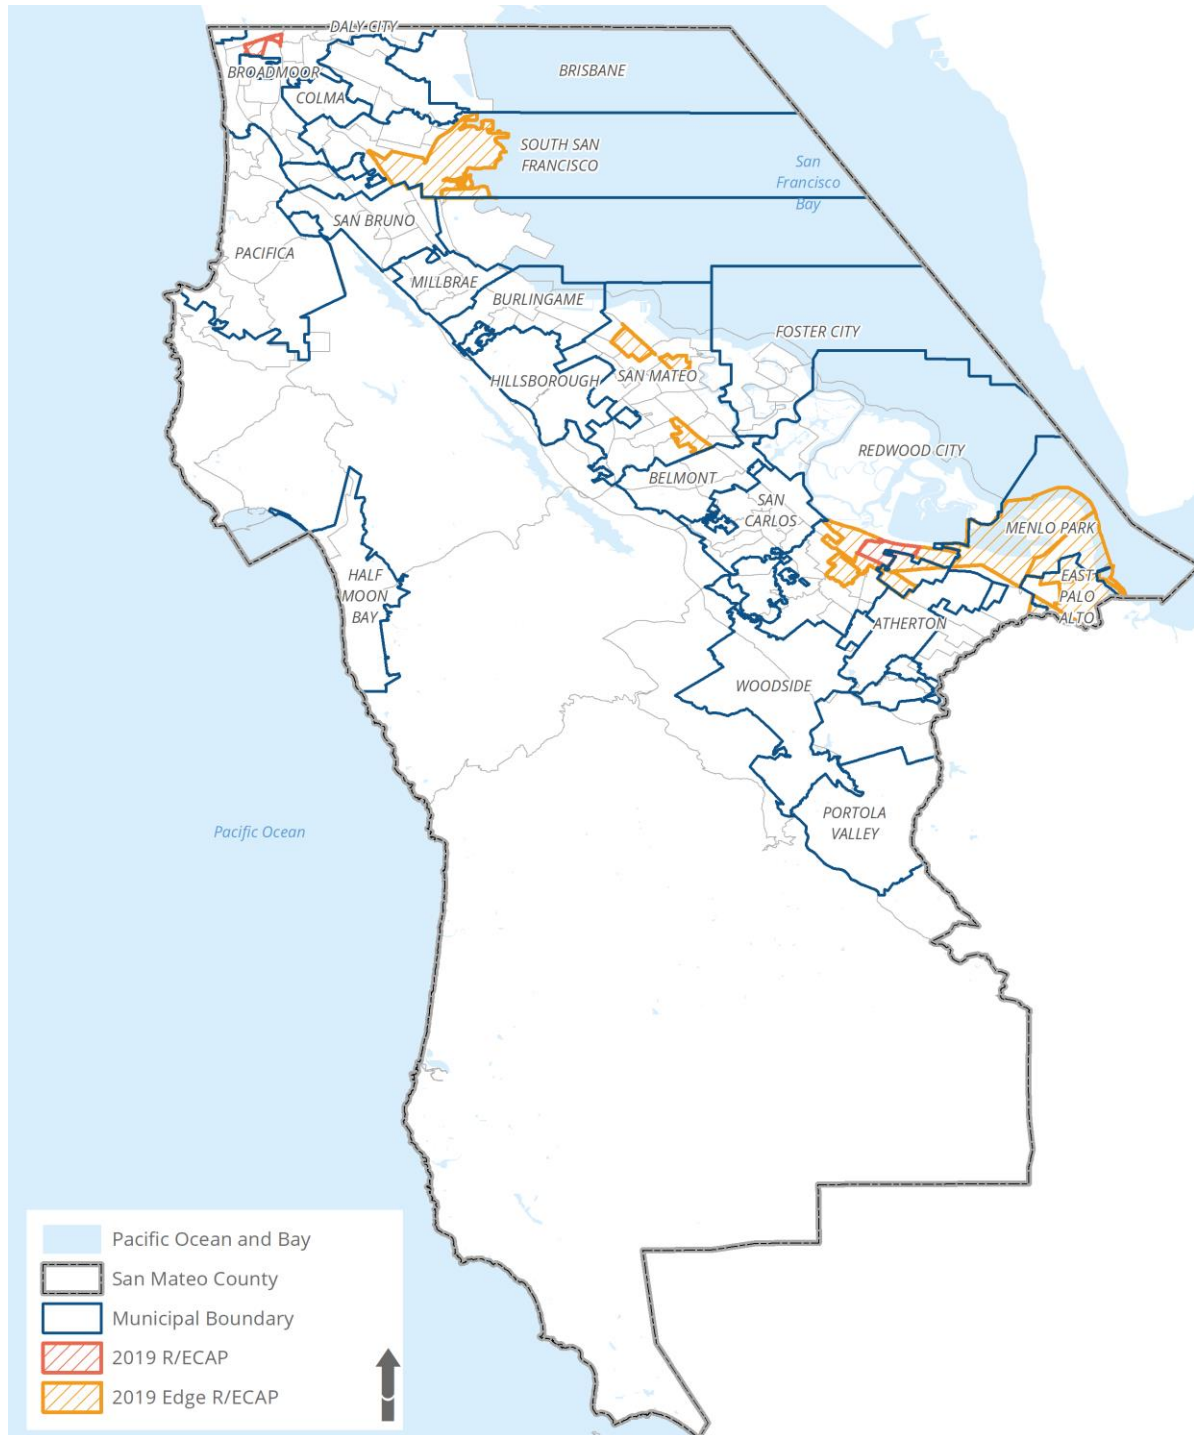 DALY CITY
BROADMOOR
BRISBANE
COLMA
SOUTH SAN
FRANCISCO
San
Francisco
Bay
SAN BRUNO
PACIFICA
MILLBRAE
BURLINGAME
FOSTER CITY
HILLSBOROUGH
SAN MATEO
REDWOOD CITY
BELMONT
SAN
CARLOS
MENLO PARK
HALF
MOON
BAY
EAST
PALO
ALTO
ATHERTON
WOODSIDE
PORTOLA
VALLEY
Pacific Ocean
Pacific Ocean and Bay
San Mateo County
Municipal Boundary
2019 R/ECAP
2019 Edge R/ECAP